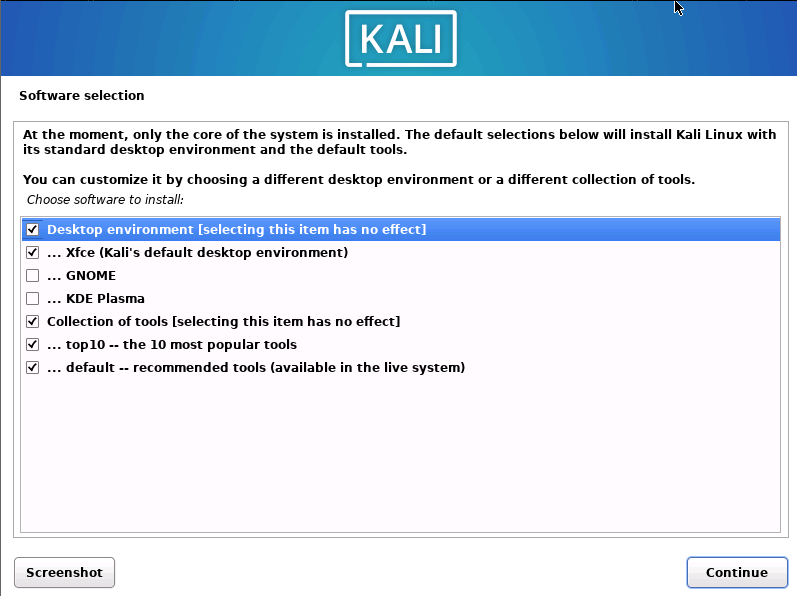 KALI
Software selection
At the moment, only the core of the system is installed. The default selections below will install Kali Linux with
its standard desktop environment and the default tools.
You can customize it by choosing a different desktop environment or a different collection of tools.
Choose software to install:
Desktop environment [selecting this item has no effect]
... Xfce (Kali's default desktop environment)
... GNOME
... KDE Plasma
Collection of tools [selecting this item has no effect]
... top10 -- the 10 most popular tools
... default -- recommended tools (available in the live system)
Screenshot
Continue